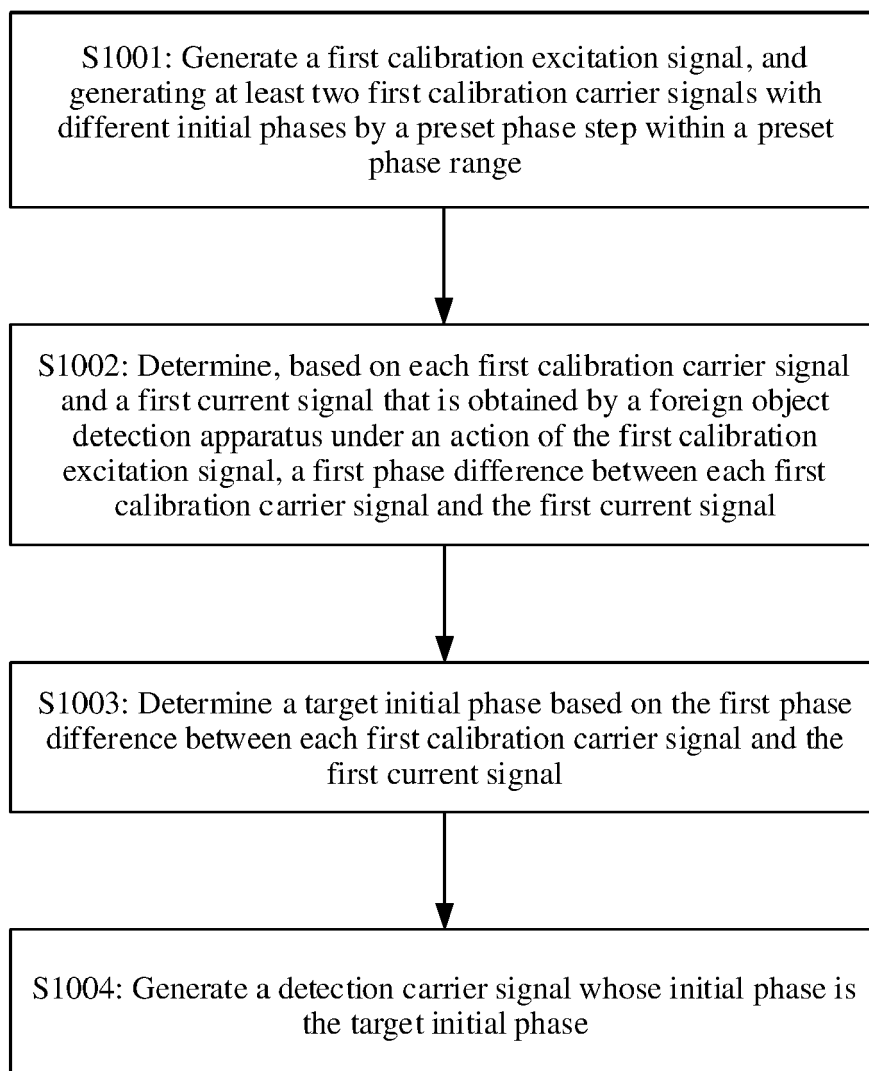 S1001: Generate a first calibration excitation signal, and
generating at least two first calibration carrier signals with
different initial phases by a preset phase step within a preset
phase range
S1002: Determine, based on each first calibration carrier signal
and a first current signal that is obtained by a foreign object
detection apparatus under an action of the first calibration
excitation signal, a first phase difference between each first
calibration carrier signal and the first current signal
S1003: Determine a target initial phase based on the first phase
difference between each first calibration carrier signal and the
first current signal
S1004: Generate a detection carrier signal whose initial phase is
the target initial phase